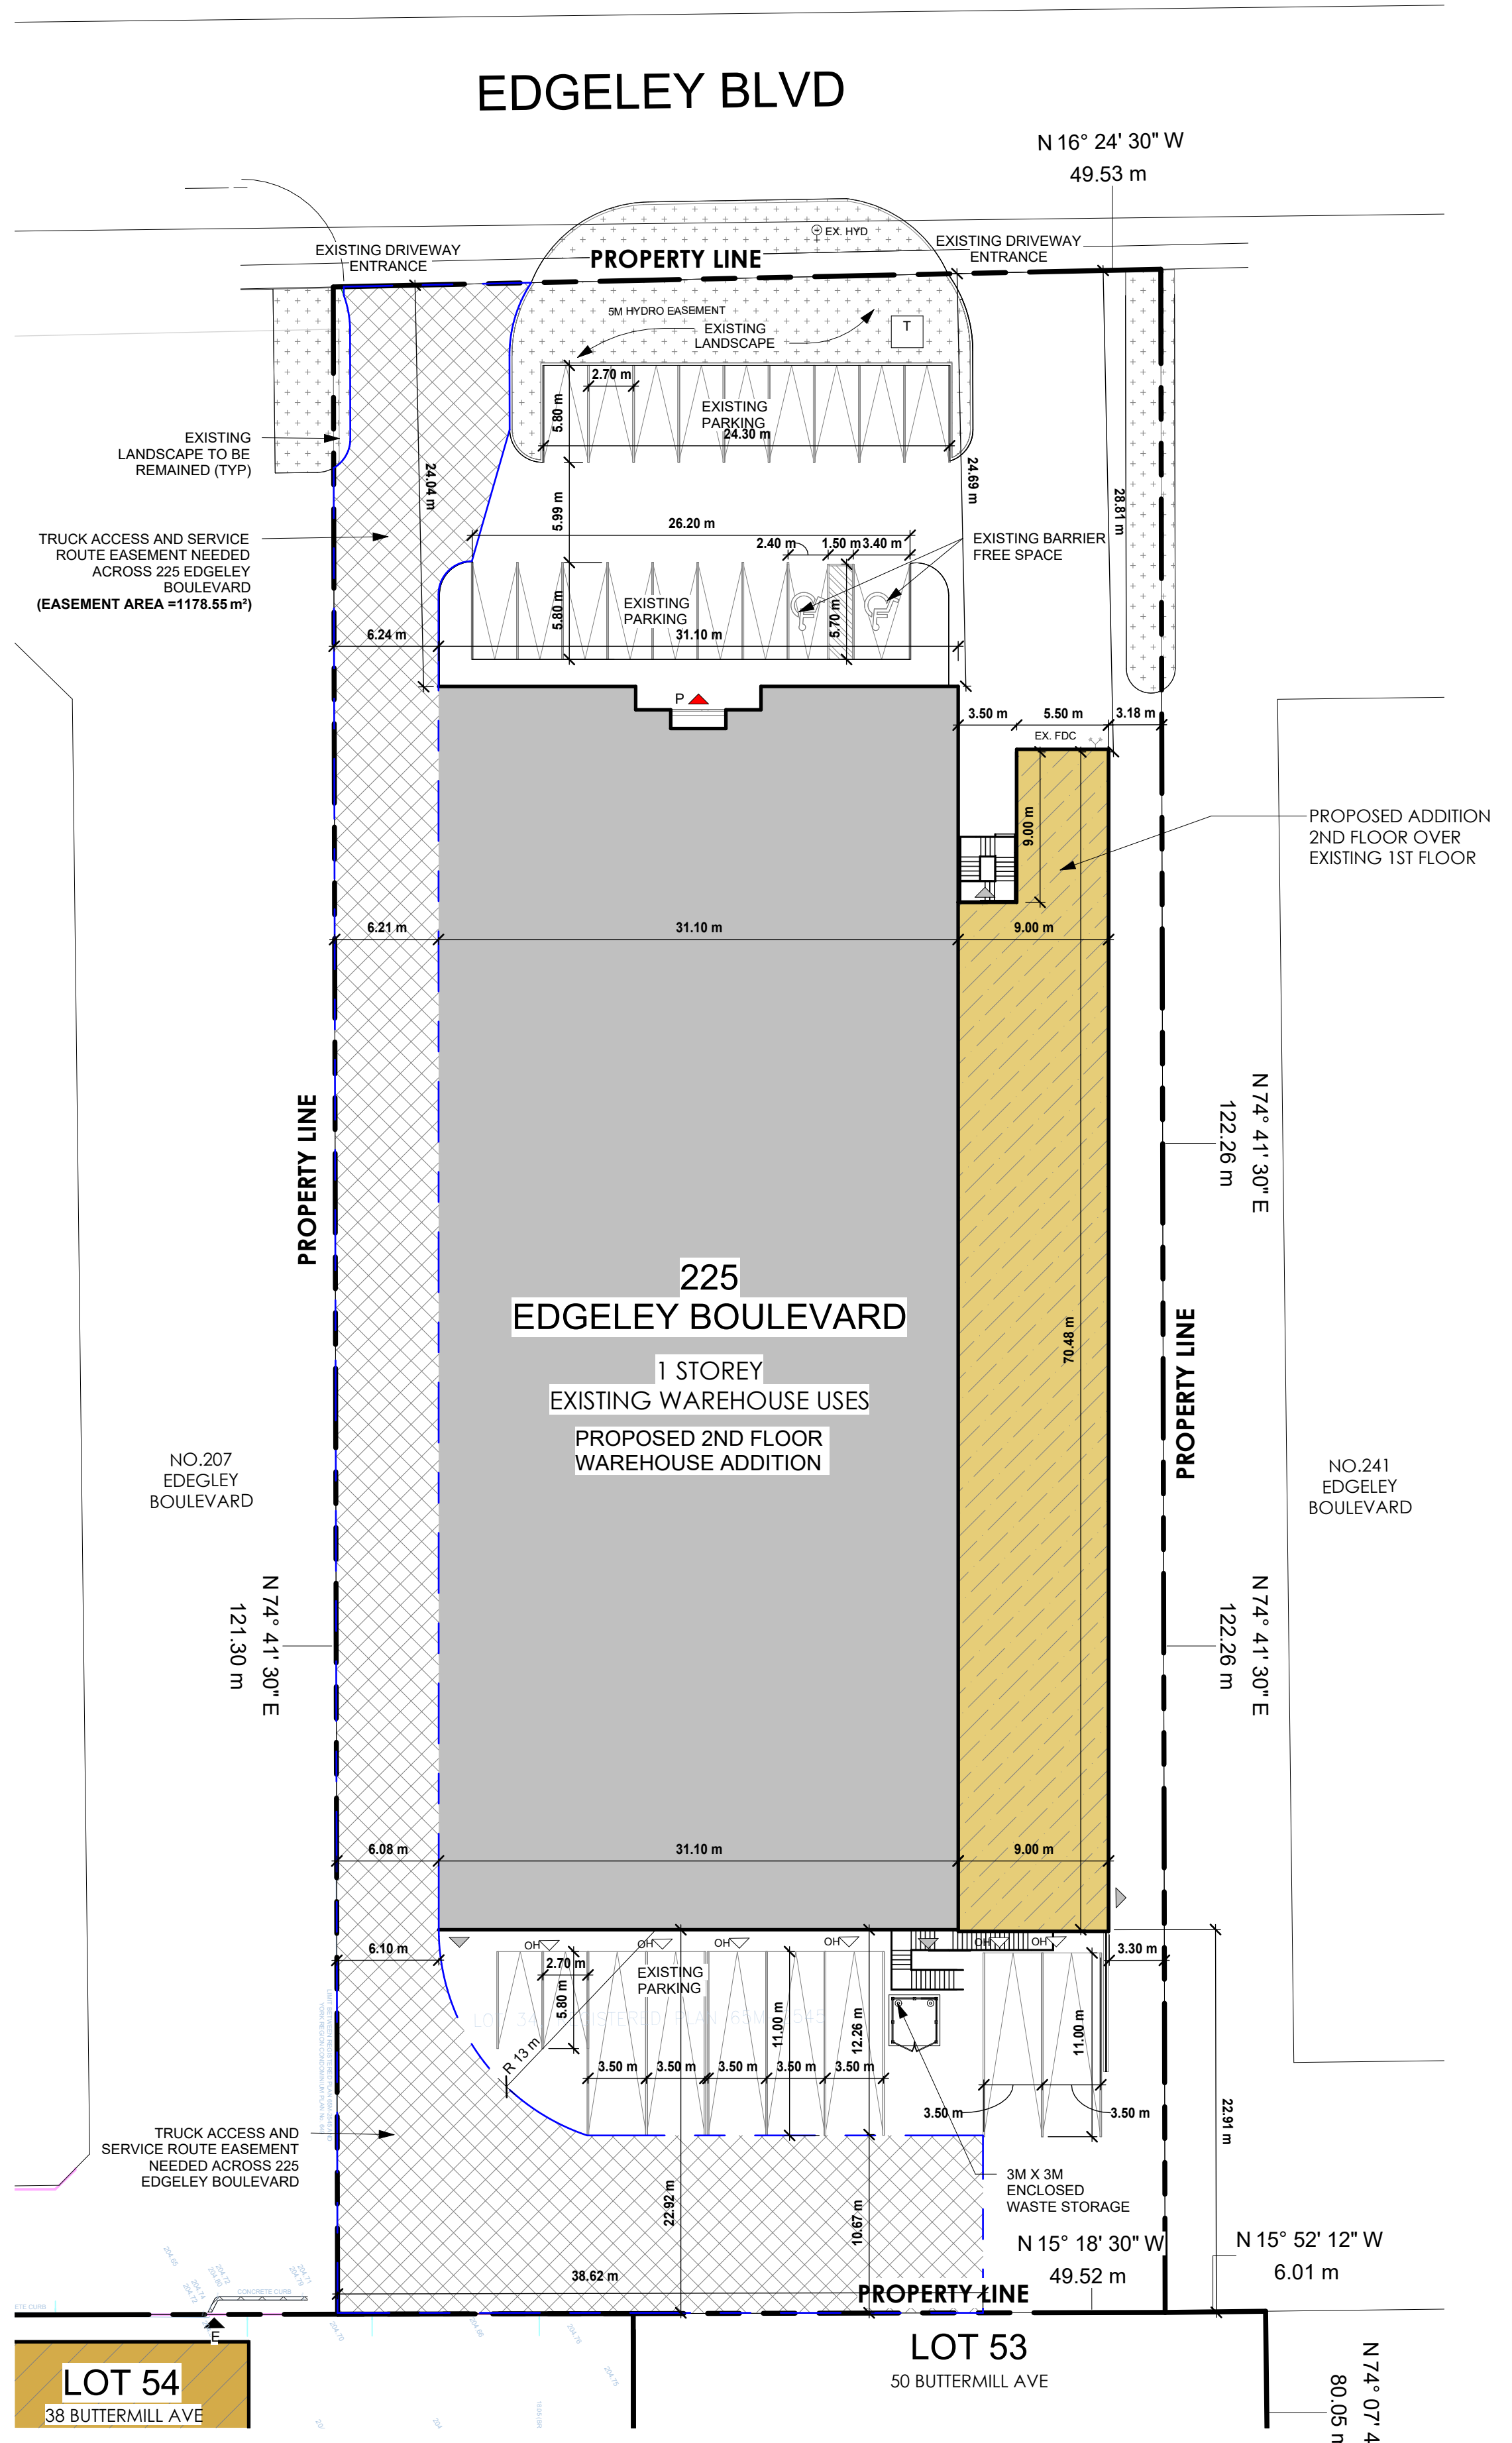 EDGELEY BLVD
N 16° 24' 30" W
49.53 m
EX. HYD
EXISTING DRIVEWAY
ENTRANCE
PROPERTY LINE
EXISTING DRIVEWAY
ENTRANCE
5M HYDRO EASEMENT
EXISTING
LANDSCAPE
T
2.70 m
5.80 m
EXISTING
PARKING
24.30 m
EXISTING
LANDSCAPE TO BE
REMAINED (TYP)
24.04 m
24.69 m
28.81 m
5.99 m
26.20 m
TRUCK ACCESS AND SERVICE
ROUTE EASEMENT NEEDED
ACROSS 225 EDGELEY
BOULEVARD
(EASEMENT AREA =1178.55 m²)
2.40 m
1.50 m
3.40 m
EXISTING BARRIER
FREE SPACE
5.80 m
EXISTING
PARKING
5.70 m
6.24 m
31.10 m
P
3.50 m
5.50 m
3.18 m
EX. FDC
9.00 m
PROPOSED ADDITION
2ND FLOOR OVER
EXISTING 1ST FLOOR
6.21 m
31.10 m
9.00 m
PROPERTY LINE
N 74° 41' 30" E
122.26 m
225
EDGELEY BOULEVARD
1 STOREY
EXISTING WAREHOUSE USES
PROPOSED 2ND FLOOR
WAREHOUSE ADDITION
70.48 m
PROPERTY LINE
NO.207
EDEGLEY
BOULEVARD
NO.241
EDGELEY
BOULEVARD
N 74° 41' 30" E
121.30 m
N 74° 41' 30" E
122.26 m
6.08 m
31.10 m
9.00 m
6.10 m
OH
OH
OH
OH
OH
OH
3.30 m
2.70 m
5.80 m
EXISTING
PARKING
11.00 m
12.26 m
11.00 m
R 13 m
3.50 m
3.50 m
3.50 m
3.50 m
3.50 m
3.50 m
3.50 m
22.91 m
TRUCK ACCESS AND
SERVICE ROUTE EASEMENT
NEEDED ACROSS 225
EDGELEY BOULEVARD
22.92 m
10.67 m
3M X 3M
ENCLOSED
WASTE STORAGE
N 15° 18' 30" W
49.52 m
N 15° 52' 12" W
6.01 m
38.62 m
PROPERTY LINE
CONCRETE CURB
E
LOT 54
38 BUTTERMILL AVE
LOT 53
50 BUTTERMILL AVE
N 74° 07' 4
80.05 m